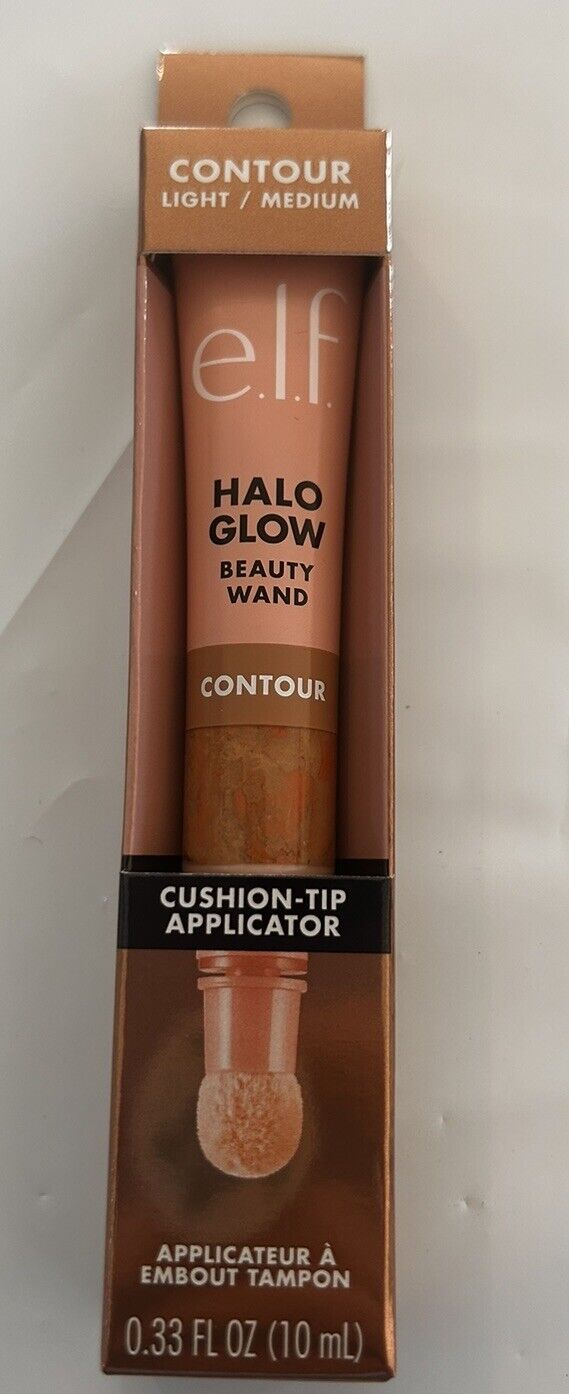 CONTOUR
LIGHT / MEDIUM
e.l.f.
HALO
GLOW
BEAUTY
WAND
CONTOUR
CUSHION-TIP
APPLICATOR
APPLICATEUR À
EMBOUT TAMPON
0.33 FL OZ (10 mL)